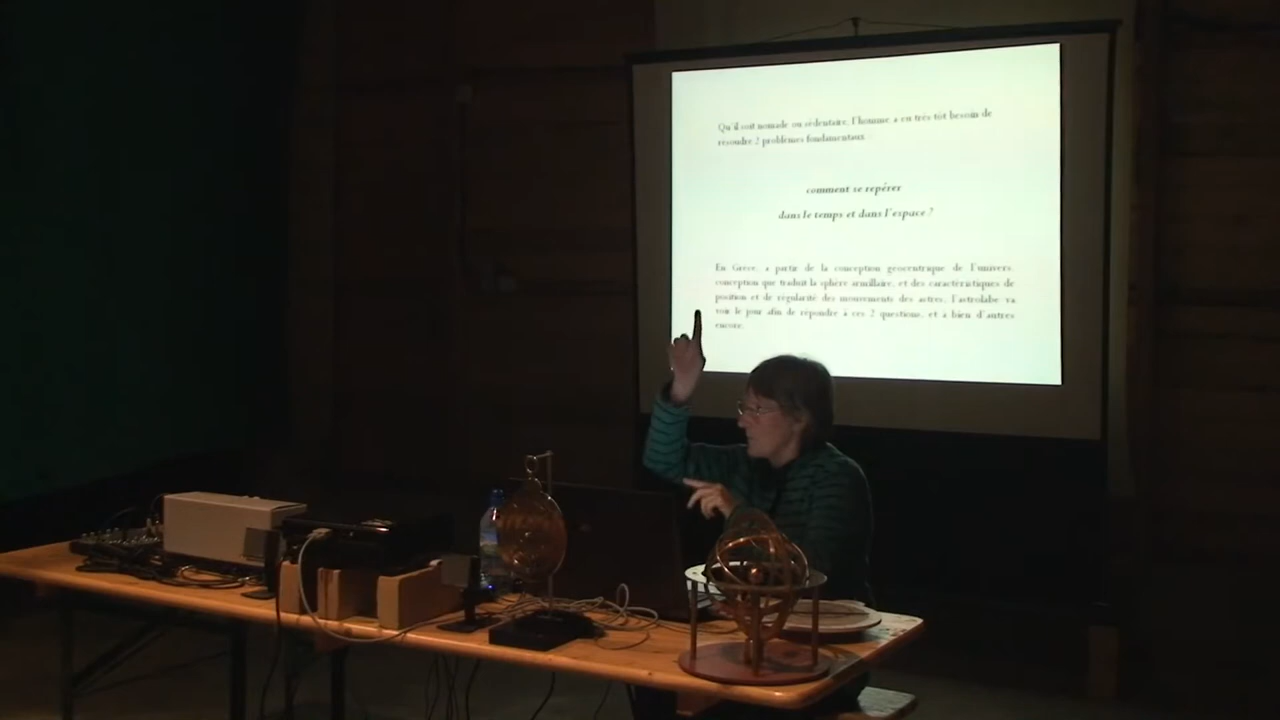 Qu'il soit nomade ou sédentaire, l'homme a eu très tôt besoin de
résoudre 2 problèmes fondamentaux
comment se repérer
dans le temps et dans l'espace ?
En Grèce, a partir de la conception géocentrique de l'univers,
conception que traduit la sphère armillaire, et des caractéristiques de
position et de régularité des mouvements des astres, l'astrolabe va
voir le jour afin de répondre à ces 2 questions, et à bien d'autres
encore.